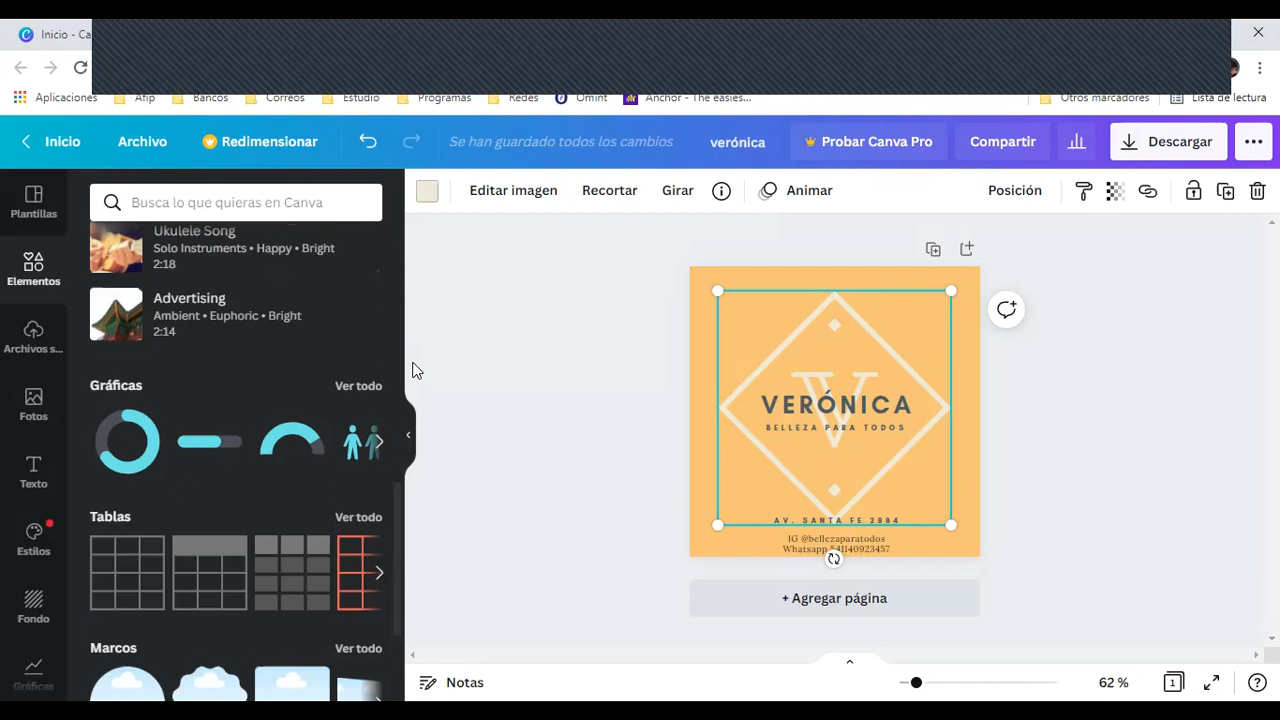 Inicio - Ca
Aplicaciones Afip Bancos Correos Estudio Programas Redes Omint Anchor - The easies... Otros marcadores Lista de lectura
Inicio Archivo Redimensionar Se han guardado todos los cambios verónica Probar Canva Pro Compartir Descargar
Plantillas
Elementos
Archivos s...
Fotos
Texto
Estilos
Fondo
Gráficas
Busca lo que quieras en Canva
Ukulele Song
Solo Instruments • Happy • Bright
2:18
Advertising
Ambient • Euphoric • Bright
2:14
Gráficas Ver todo
Tablas Ver todo
Marcos Ver todo
Editar imagen Recortar Girar Animar Posición
V
VERÓNICA
BELLEZA PARA TODOS
AV. SANTA FE 2884
IG @bellezaparatodos
Whatsapp 541140923457
+ Agregar página
Notas 62 % 1